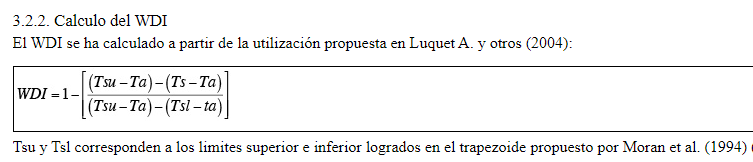 3.2.2. Calculo del WDI
El WDI se ha calculado a partir de la utilización propuesta en Luquet A. y otros (2004):
WDI = 1 − [(Tsu − Ta) − (Ts − Ta) / (Tsu − Ta) − (Tsl − ta)]
Tsu y Tsl corresponden a los limites superior e inferior logrados en el trapezoide propuesto por Moran et al. (1994)